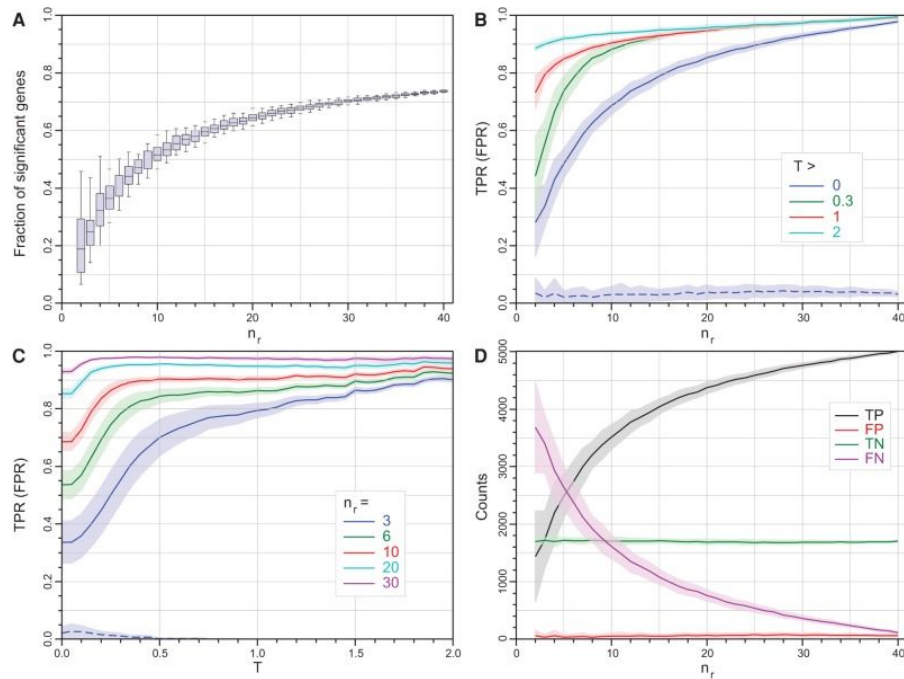 A
Fraction of significant genes
1.0
0.8
0.6
0.4
0.2
0.0
0 10 20 30 40
n_r
B
TPR (FPR)
1.0
0.8
0.6
0.4
0.2
0.0
T >
0
0.3
1
2
0 10 20 30 40
n_r
C
TPR (FPR)
1.0
0.8
0.6
0.4
0.2
0.0
n_r =
3
6
10
20
30
0.0 0.5 1.0 1.5 2.0
T
D
Counts
5000
4000
3000
2000
1000
0
TP
FP
TN
FN
0 10 20 30 40
n_r